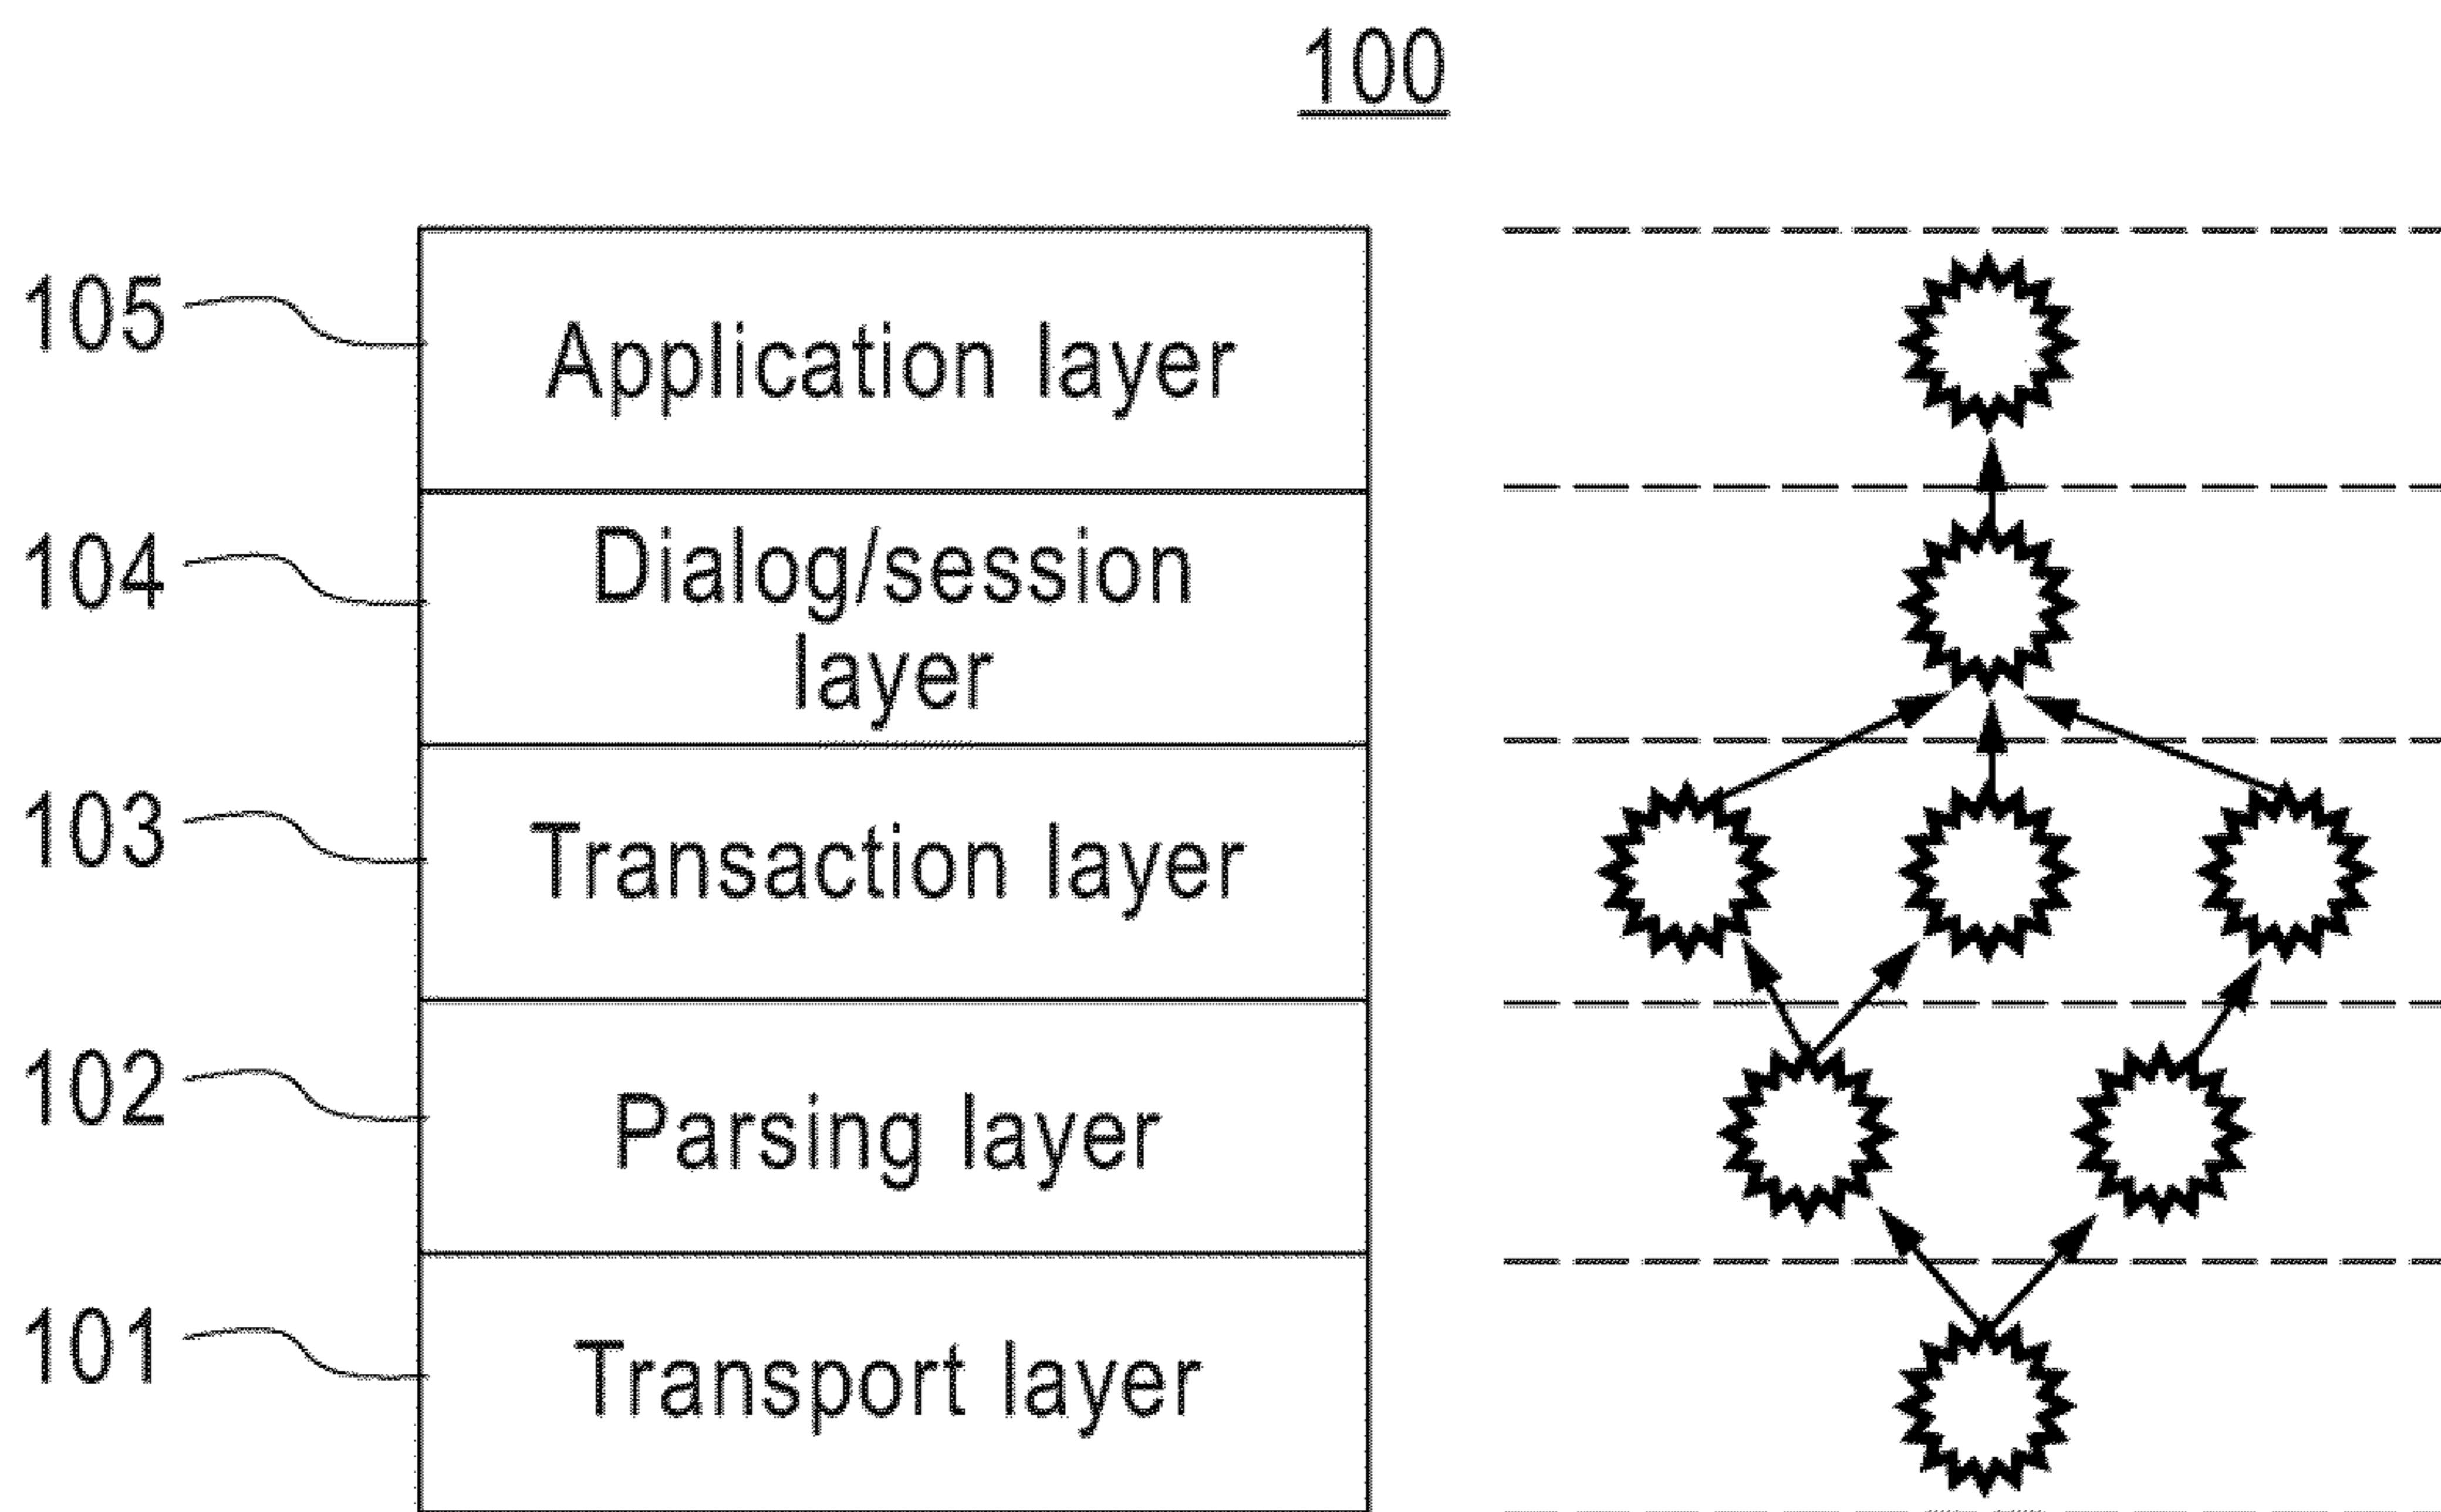 100
105
Application layer
104
Dialog/session
layer
103
Transaction layer
102
Parsing layer
101
Transport layer